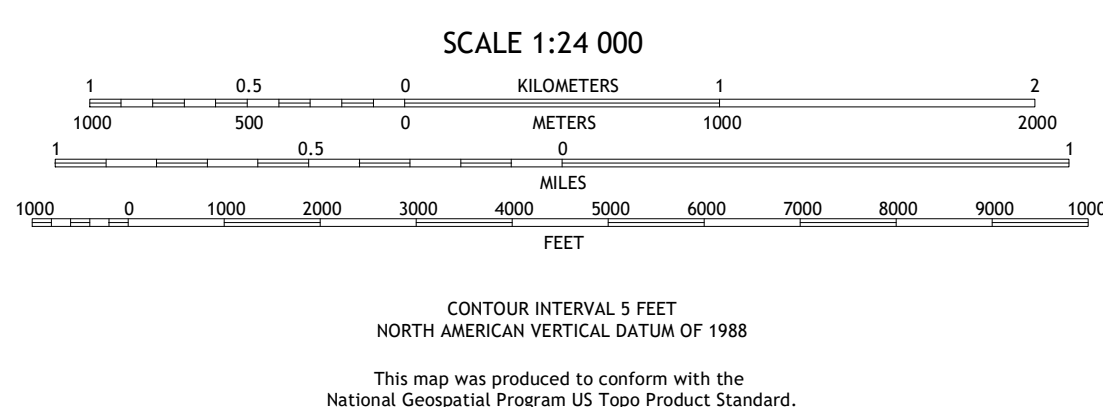 SCALE 1:24 000
1 0.5 0 KILOMETERS 1 2
1000 500 0 METERS 1000 2000
1 0.5 0 1
MILES
1000 0 1000 2000 3000 4000 5000 6000 7000 8000 9000 1000
FEET
CONTOUR INTERVAL 5 FEET
NORTH AMERICAN VERTICAL DATUM OF 1988
This map was produced to conform with the
National Geospatial Program US Topo Product Standard.